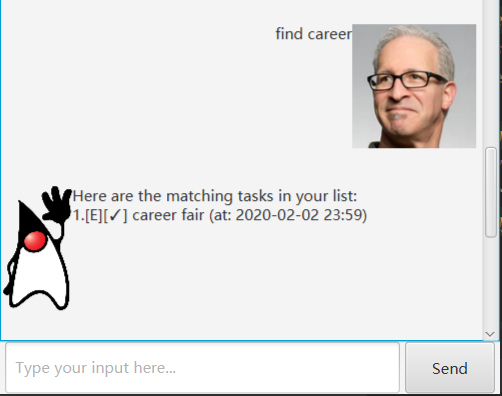 find career
Here are the matching tasks in your list:
1.[E][✓] career fair (at: 2020-02-02 23:59)
Type your input here...
Send